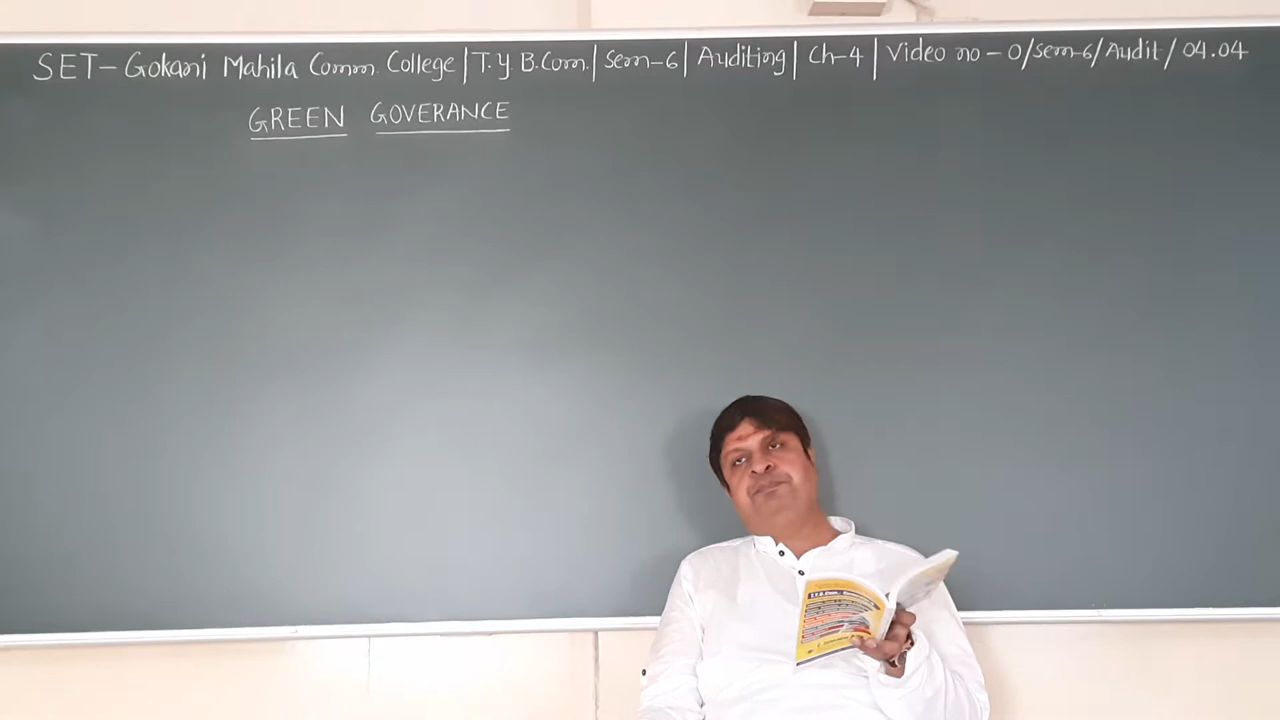 SET-Gokani Mahila Comm. College | T.Y B.Com. | Sem-6 | Auditing | Ch-4 | Video no - 0/sem-6/Audit/04.04
GREEN GOVERANCE